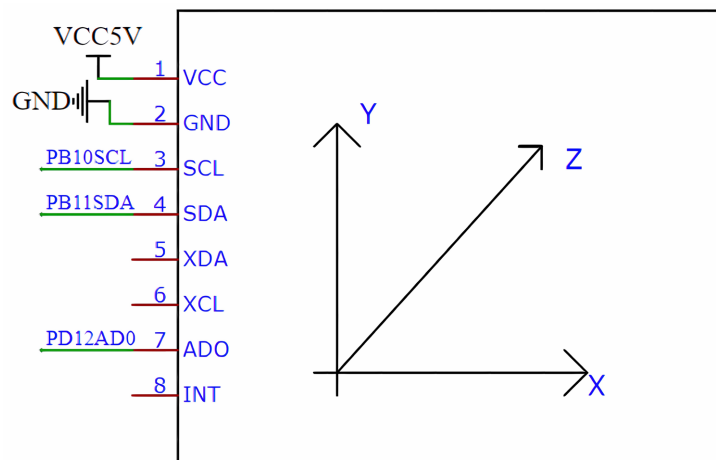 VCC5V
1 VCC
GND
2 GND
PB10SCL 3 SCL
PB11SDA 4 SDA
5 XDA
6 XCL
PD12AD0 7 ADO
8 INT
Y
Z
X